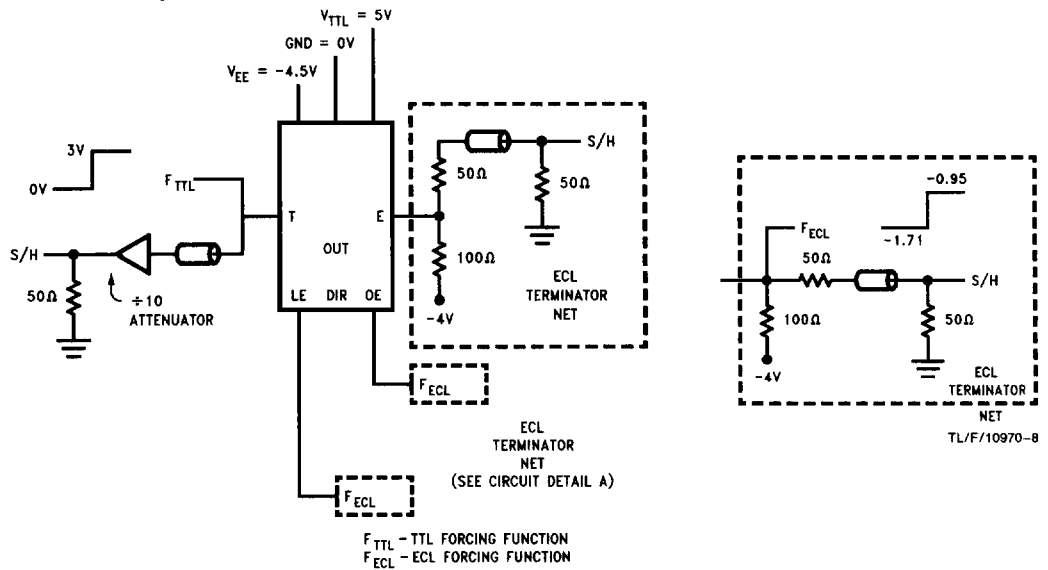 V_TTL = 5V
GND = 0V
V_EE = -4.5V
3V
0V
F_TTL
S/H
50Ω
÷10
ATTENUATOR
T
E
OUT
LE DIR OE
50Ω
S/H
50Ω
100Ω
-4V
ECL
TERMINATOR
NET
F_ECL
ECL
TERMINATOR
NET
(SEE CIRCUIT DETAIL A)
F_ECL
F_TTL - TTL FORCING FUNCTION
F_ECL - ECL FORCING FUNCTION
-0.95
-1.71
F_ECL
50Ω
S/H
100Ω
50Ω
-4V
ECL
TERMINATOR
NET
TL/F/10970-8